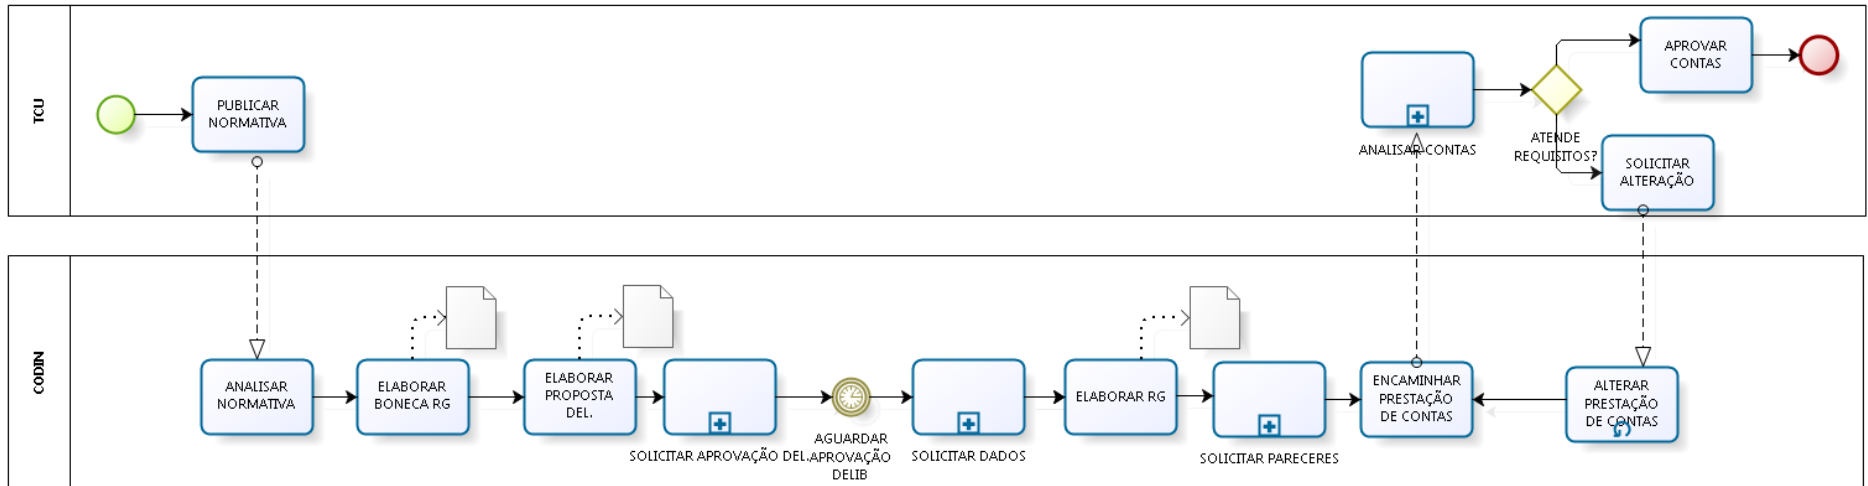 TCU
PUBLICAR
NORMATIVA
ANALISAR CONTAS
ATENDE
REQUISITOS?
APROVAR
CONTAS
SOLICITAR
ALTERAÇÃO
CODIN
ANALISAR
NORMATIVA
ELABORAR
BONECA RG
ELABORAR
PROPOSTA
DEL.
SOLICITAR APROVAÇÃO DEL.
AGUARDAR
APROVAÇÃO
DELIB
SOLICITAR DADOS
ELABORAR RG
SOLICITAR PARECERES
ENCAMINHAR
PRESTAÇÃO
DE CONTAS
ALTERAR
PRESTAÇÃO
DE CONTAS